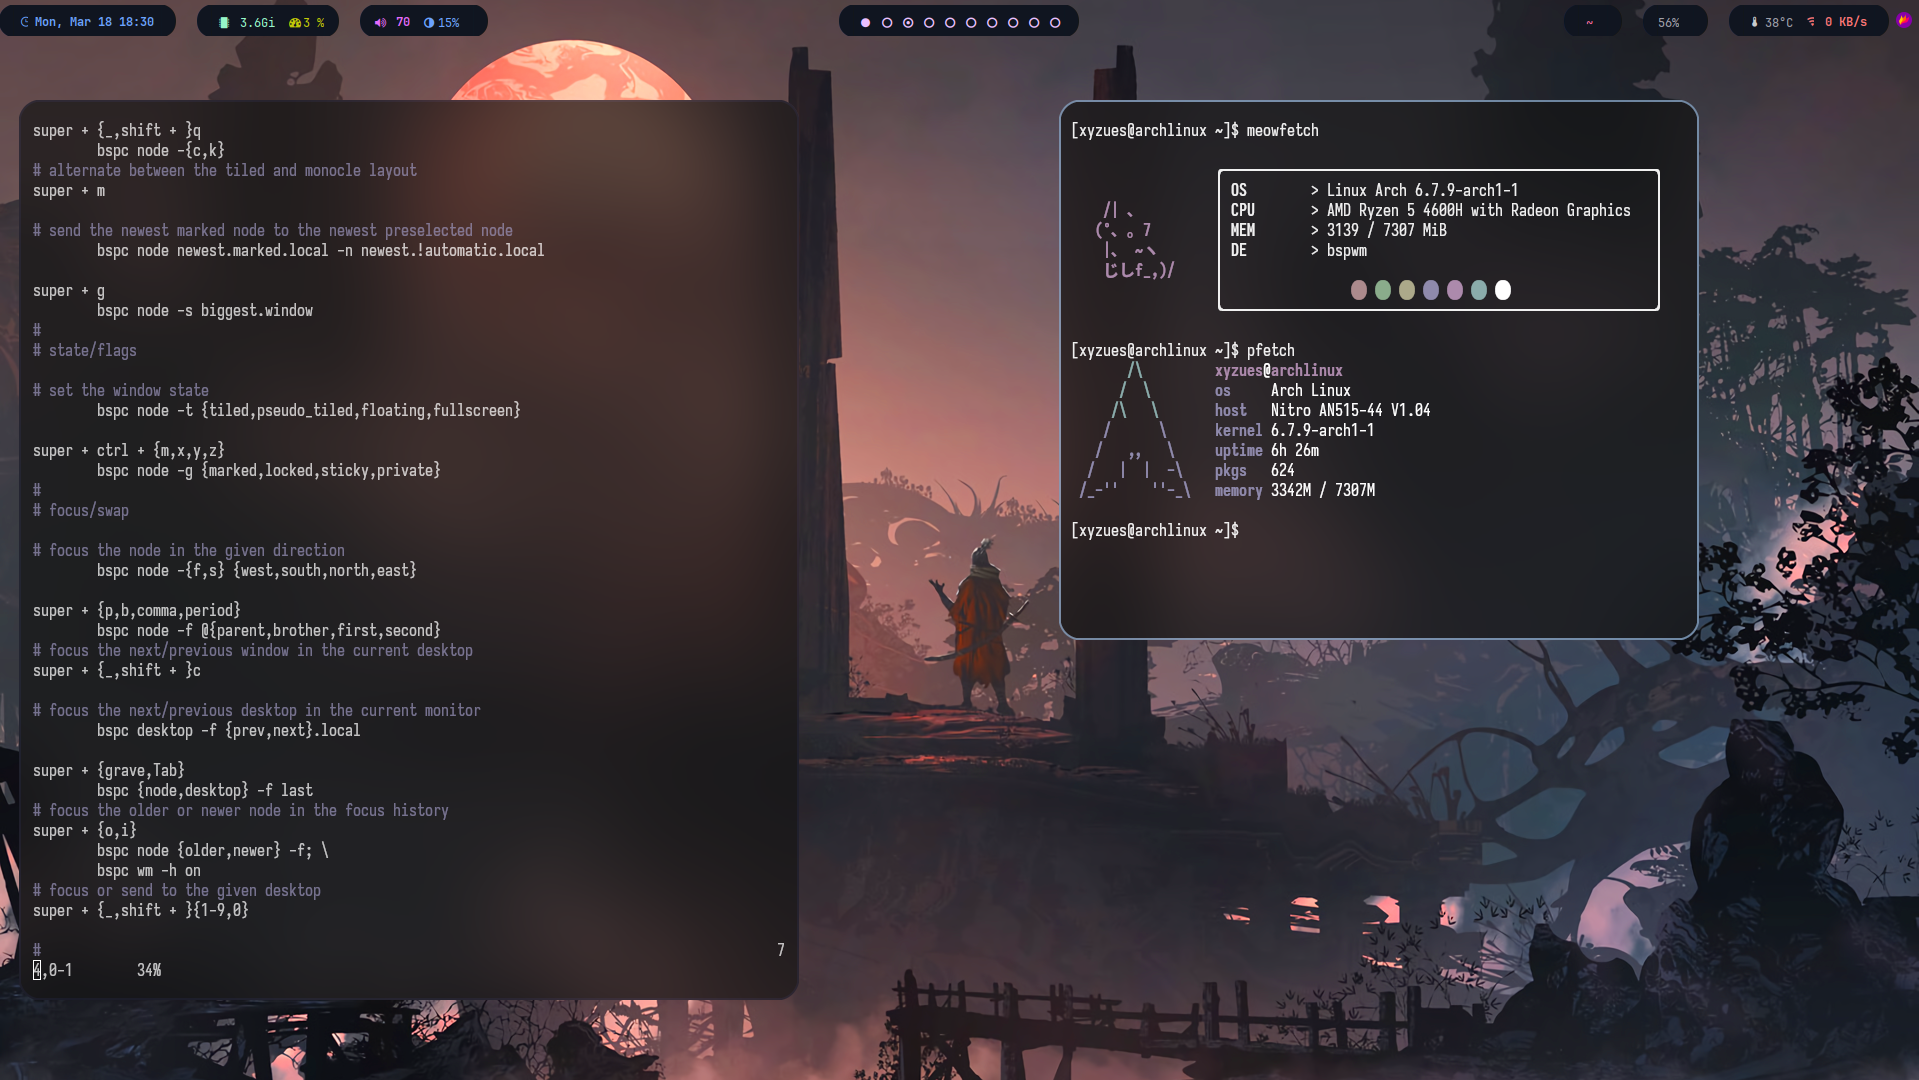 Mon, Mar 18 18:30
3.6Gi
3 %
70
15%
~
56%
38°C
0 KB/s
super + {_,shift + }q
bspc node -{c,k}
# alternate between the tiled and monocle layout
super + m
# send the newest marked node to the newest preselected node
bspc node newest.marked.local -n newest.!automatic.local
super + g
bspc node -s biggest.window
#
# state/flags
# set the window state
bspc node -t {tiled,pseudo_tiled,floating,fullscreen}
super + ctrl + {m,x,y,z}
bspc node -g {marked,locked,sticky,private}
#
# focus/swap
# focus the node in the given direction
bspc node -{f,s} {west,south,north,east}
super + {p,b,comma,period}
bspc node -f @{parent,brother,first,second}
# focus the next/previous window in the current desktop
super + {_,shift + }c
# focus the next/previous desktop in the current monitor
bspc desktop -f {prev,next}.local
super + {grave,Tab}
bspc {node,desktop} -f last
# focus the older or newer node in the focus history
super + {o,i}
bspc node {older,newer} -f; \
bspc wm -h on
# focus or send to the given desktop
super + {_,shift + }{1-9,0}
#
7
4,0-1 34%
[xyzues@archlinux ~]$ meowfetch
/| 、
(°、 。7
|、 ~ヽ
じしf_,)/
OS > Linux Arch 6.7.9-arch1-1
CPU > AMD Ryzen 5 4600H with Radeon Graphics
MEM > 3139 / 7307 MiB
DE > bspwm
[xyzues@archlinux ~]$ pfetch
xyzues@archlinux
os Arch Linux
host Nitro AN515-44 V1.04
kernel 6.7.9-arch1-1
uptime 6h 26m
pkgs 624
memory 3342M / 7307M
[xyzues@archlinux ~]$